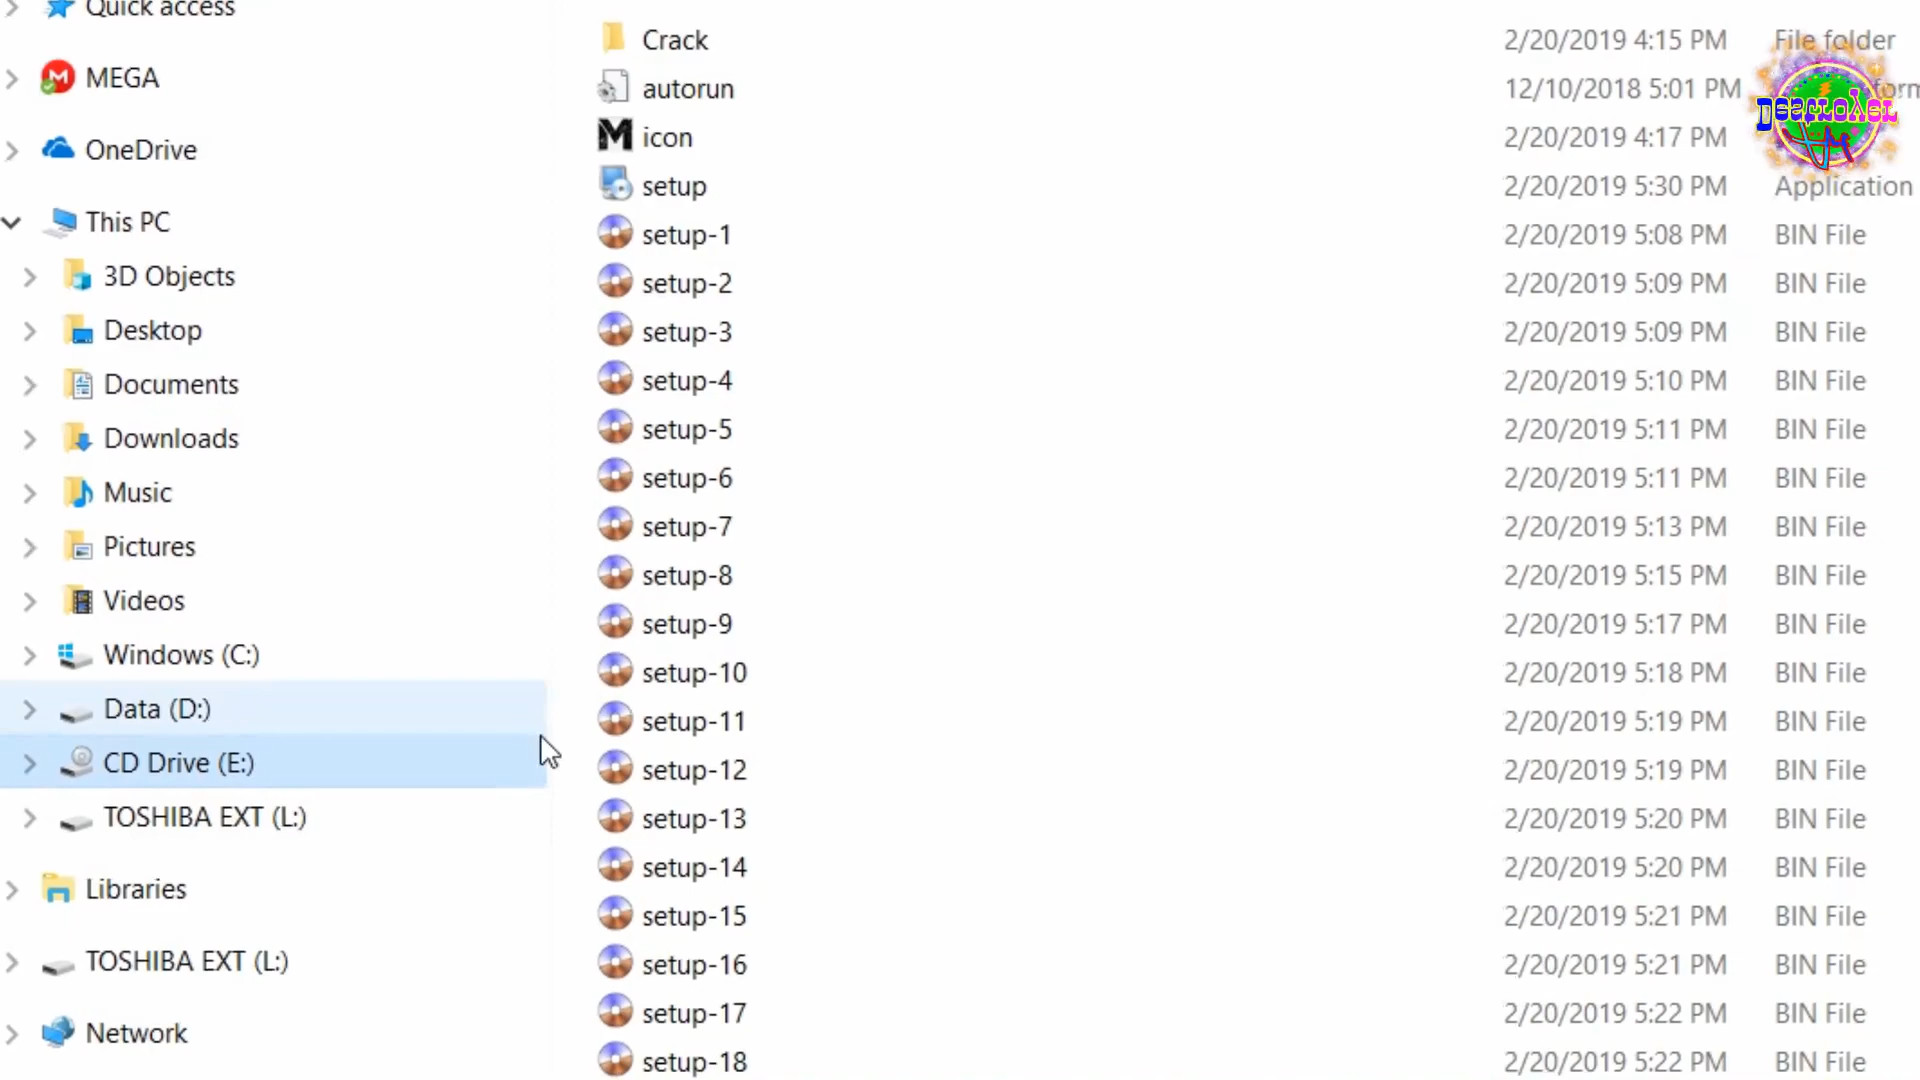 Quick access
MEGA
OneDrive
This PC
3D Objects
Desktop
Documents
Downloads
Music
Pictures
Videos
Windows (C:)
Data (D:)
CD Drive (E:)
TOSHIBA EXT (L:)
Libraries
TOSHIBA EXT (L:)
Network
Crack 2/20/2019 4:15 PM File folder
autorun 12/10/2018 5:01 PM
icon 2/20/2019 4:17 PM
setup 2/20/2019 5:30 PM Application
setup-1 2/20/2019 5:08 PM BIN File
setup-2 2/20/2019 5:09 PM BIN File
setup-3 2/20/2019 5:09 PM BIN File
setup-4 2/20/2019 5:10 PM BIN File
setup-5 2/20/2019 5:11 PM BIN File
setup-6 2/20/2019 5:11 PM BIN File
setup-7 2/20/2019 5:13 PM BIN File
setup-8 2/20/2019 5:15 PM BIN File
setup-9 2/20/2019 5:17 PM BIN File
setup-10 2/20/2019 5:18 PM BIN File
setup-11 2/20/2019 5:19 PM BIN File
setup-12 2/20/2019 5:19 PM BIN File
setup-13 2/20/2019 5:20 PM BIN File
setup-14 2/20/2019 5:20 PM BIN File
setup-15 2/20/2019 5:21 PM BIN File
setup-16 2/20/2019 5:21 PM BIN File
setup-17 2/20/2019 5:22 PM BIN File
setup-18 2/20/2019 5:22 PM BIN File